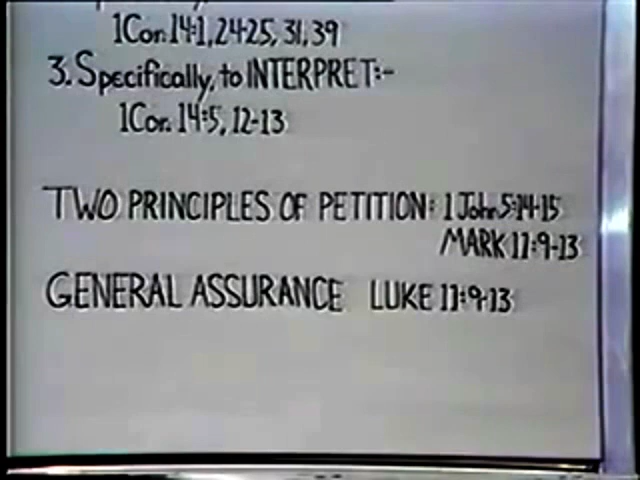 1Cor. 14:1, 24-25, 31, 39
3. Specifically, to INTERPRET:-
1Cor. 14:5, 12-13
TWO PRINCIPLES OF PETITION: 1 John 5:14-15
MARK 11:9-13
GENERAL ASSURANCE LUKE 11:9-13